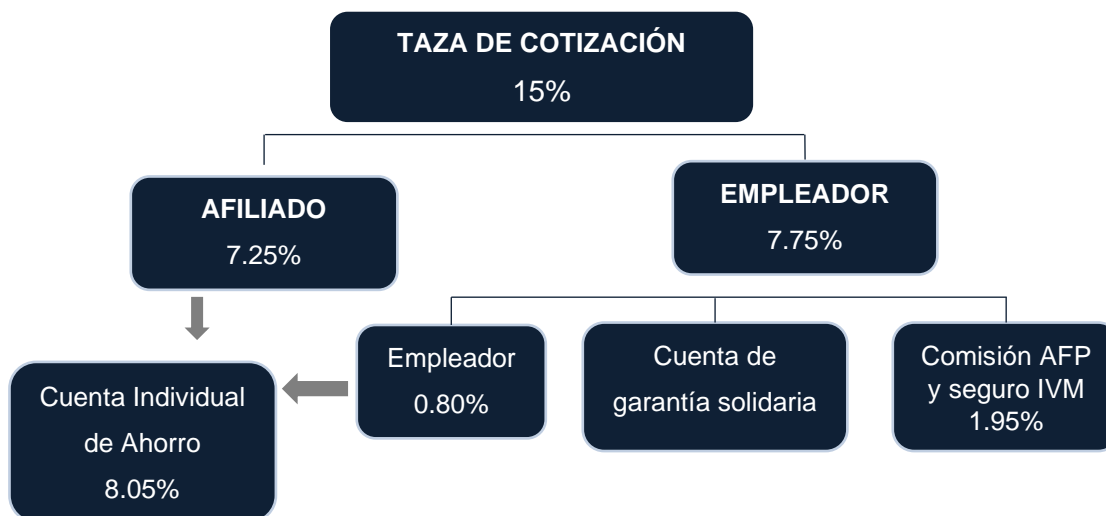 TAZA DE COTIZACIÓN
15%
AFILIADO
7.25%
EMPLEADOR
7.75%
Empleador
0.80%
Cuenta de
garantía solidaria
Comisión AFP
y seguro IVM
1.95%
Cuenta Individual
de Ahorro
8.05%